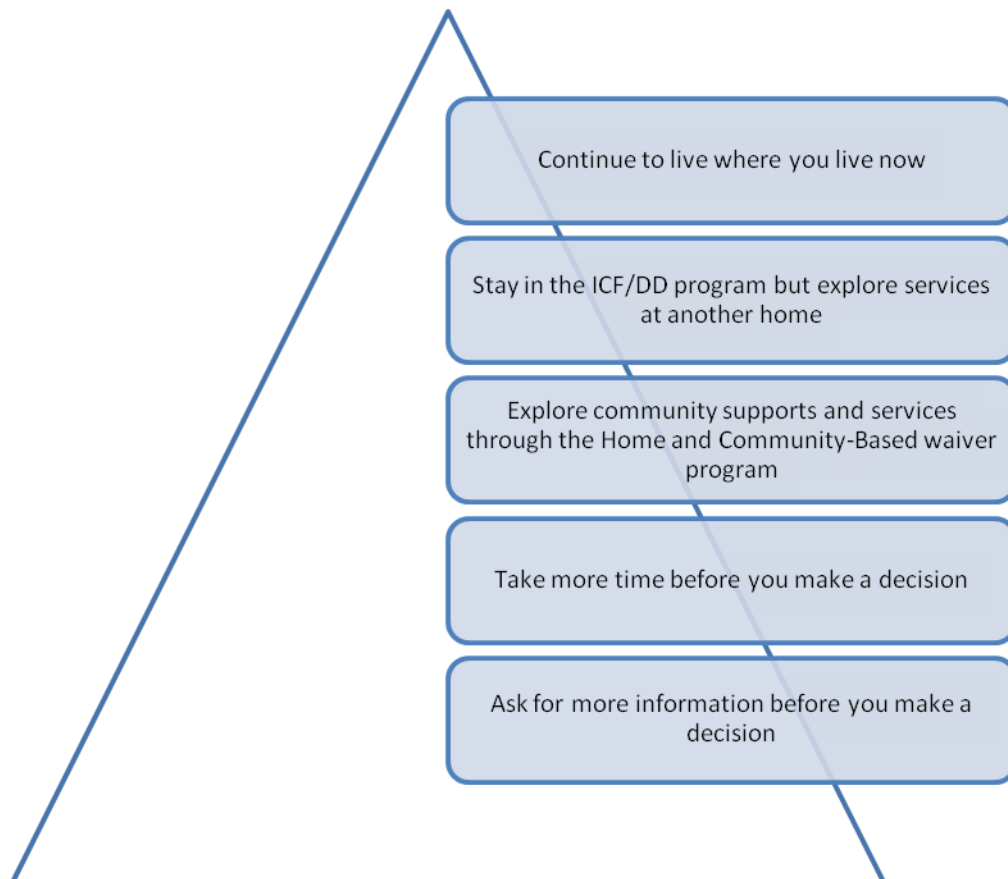 Continue to live where you live now
Stay in the ICF/DD program but explore services
at another home
Explore community supports and services
through the Home and Community-Based waiver
program
Take more time before you make a decision
Ask for more information before you make a
decision